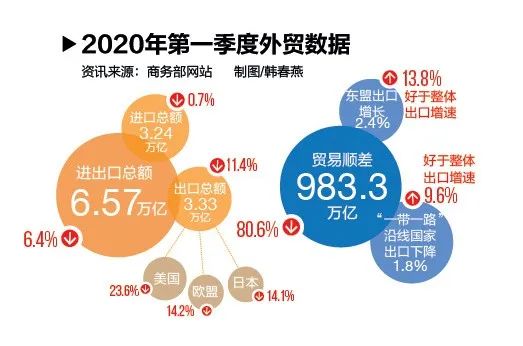 ▶2020年第一季度外贸数据
资讯来源：商务部网站 制图/韩春燕
0.7%
进口总额
3.24
万亿
进出口总额
6.57万亿
6.4%
11.4%
出口总额
3.33
万亿
美国
23.6%
欧盟
14.2%
日本
14.1%
13.8%
好于整体
出口增速
东盟出口
增长
2.4%
贸易顺差
983.3
万亿
80.6%
好于整体
出口增速
9.6%
“一带一路”
沿线国家
出口下降
1.8%